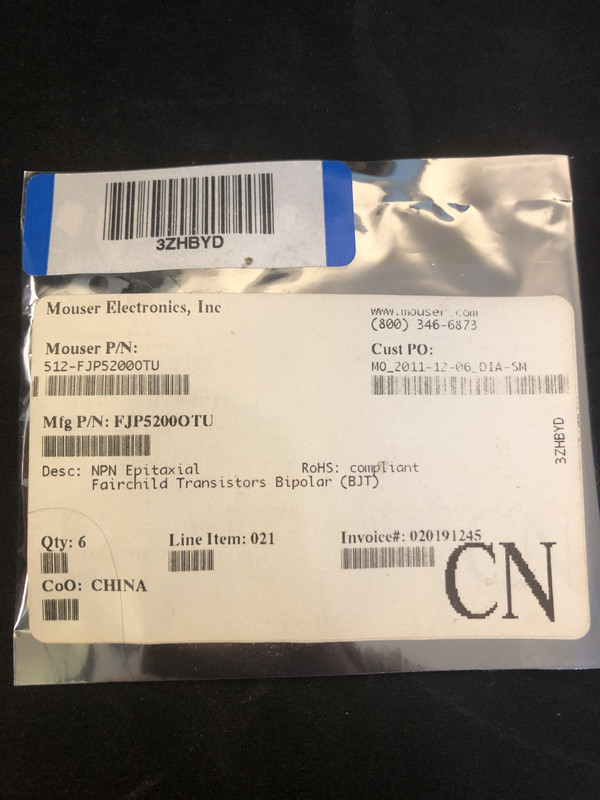 3ZHBYD
Mouser Electronics, Inc
www.mouser.com
(800) 346-6873
Mouser P/N:
512-FJP5200OTU
Cust PO:
MO_2011-12-06_DIA-SM
Mfg P/N: FJP5200OTU
3ZHBYD
Desc: NPN Epitaxial RoHS: compliant
Fairchild Transistors Bipolar (BJT)
Qty: 6 Line Item: 021 Invoice#: 020191245
CoO: CHINA
CN